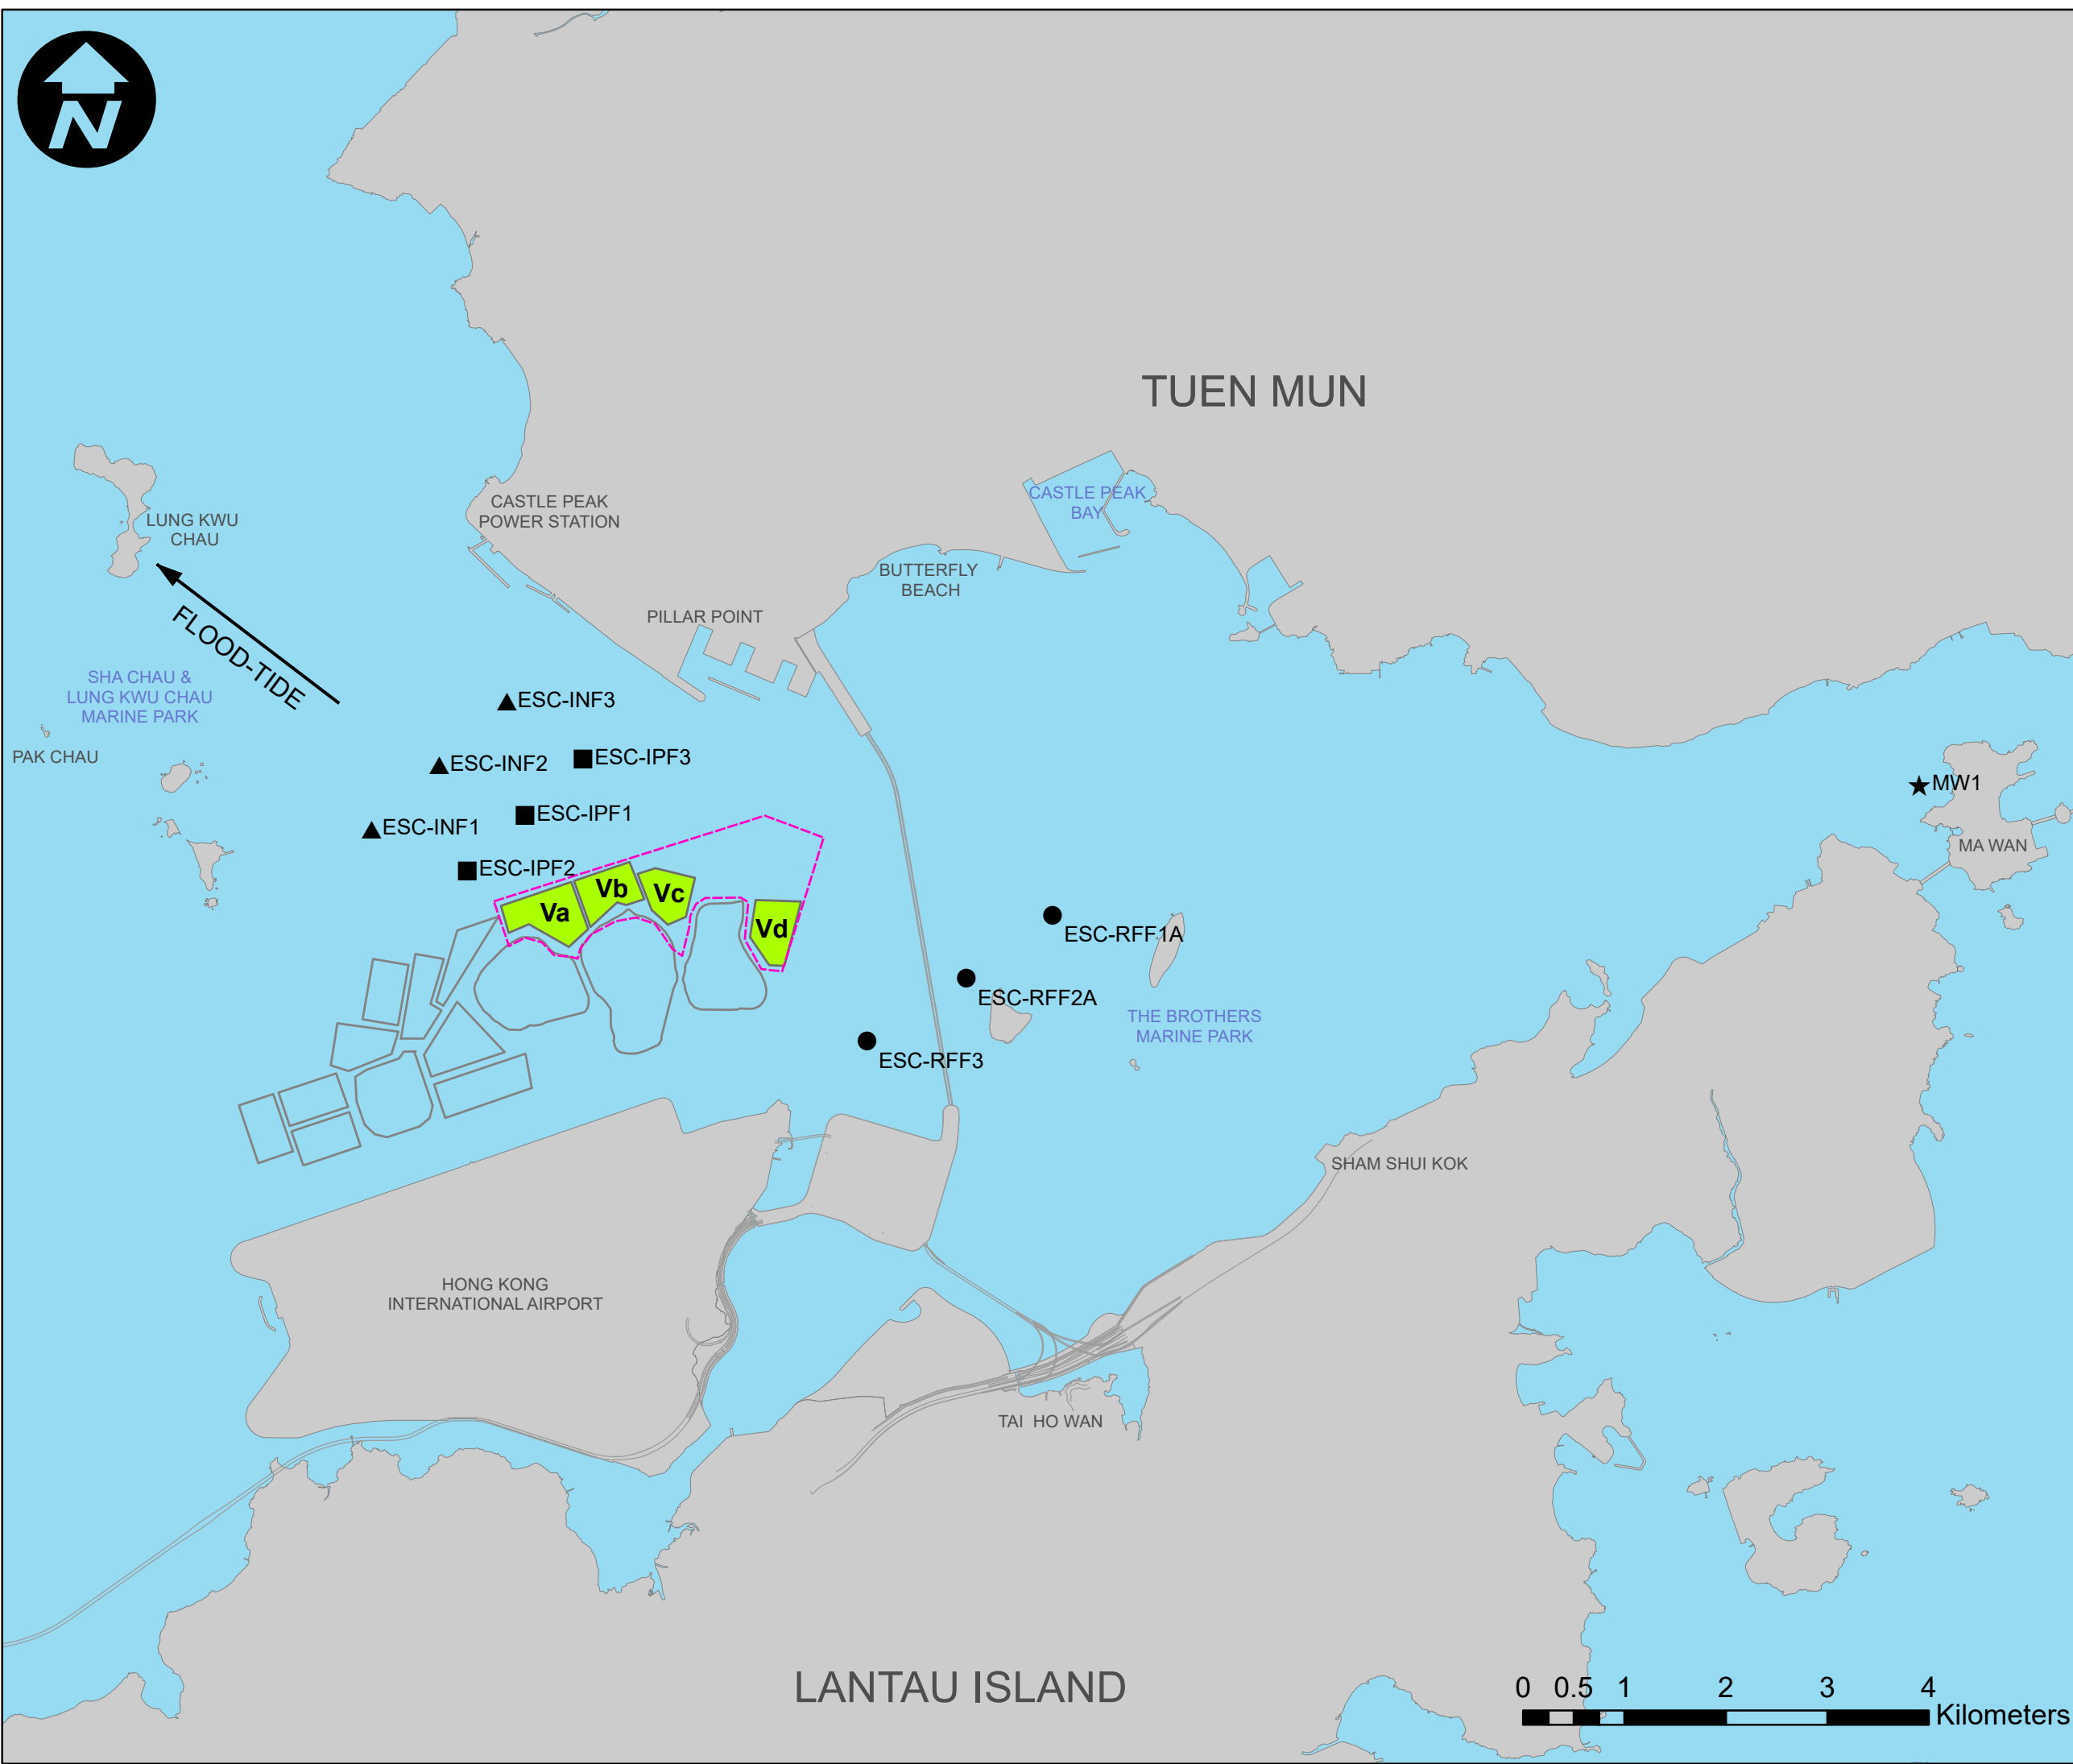 N
TUEN MUN
CASTLE PEAK
POWER STATION
CASTLE PEAK
BAY
LUNG KWU
CHAU
BUTTERFLY
BEACH
PILLAR POINT
FLOOD-TIDE
SHA CHAU &
LUNG KWU CHAU
MARINE PARK
ESC-INF3
PAK CHAU
ESC-INF2
ESC-IPF3
MW1
ESC-INF1
ESC-IPF1
MA WAN
ESC-IPF2
Va
Vb
Vc
Vd
ESC-RFF1A
ESC-RFF2A
THE BROTHERS
MARINE PARK
ESC-RFF3
SHAM SHUI KOK
HONG KONG
INTERNATIONAL AIRPORT
TAI HO WAN
LANTAU ISLAND
0 0.5 1 2 3 4
Kilometers